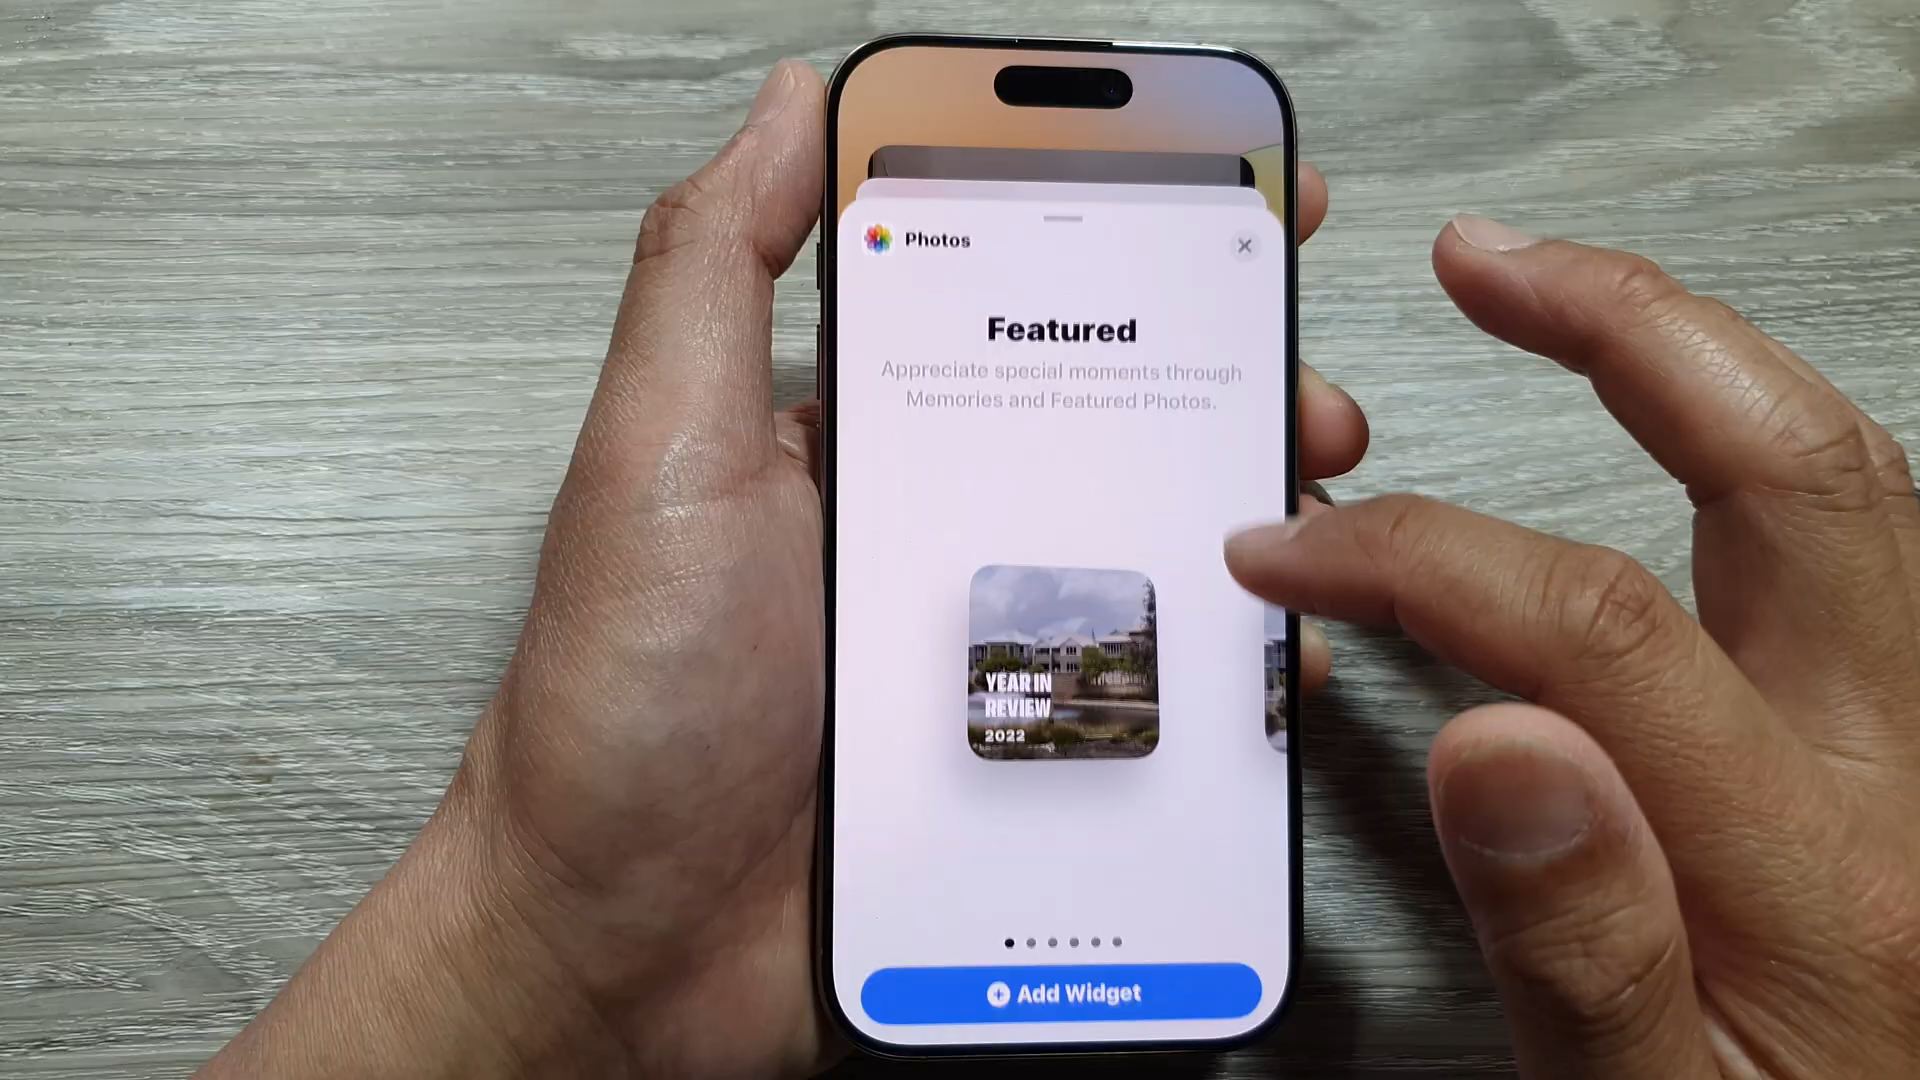 Photos
Featured
Appreciate special moments through
Memories and Featured Photos.
YEAR IN
REVIEW
2022
Add Widget